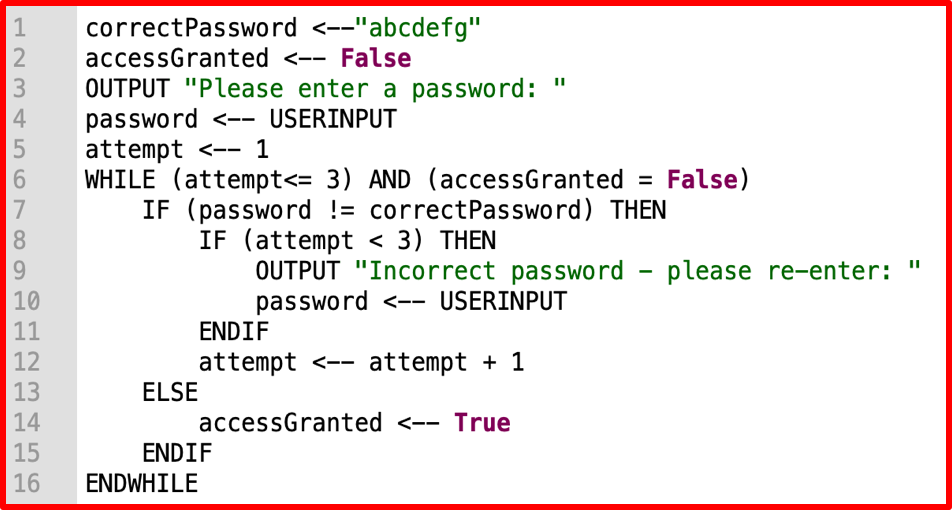 1 correctPassword <--"abcdefg"
2 accessGranted <-- False
3 OUTPUT "Please enter a password: "
4 password <-- USERINPUT
5 attempt <-- 1
6 WHILE (attempt<= 3) AND (accessGranted = False)
7     IF (password != correctPassword) THEN
8         IF (attempt < 3) THEN
9             OUTPUT "Incorrect password - please re-enter: "
10             password <-- USERINPUT
11         ENDIF
12         attempt <-- attempt + 1
13     ELSE
14         accessGranted <-- True
15     ENDIF
16 ENDWHILE